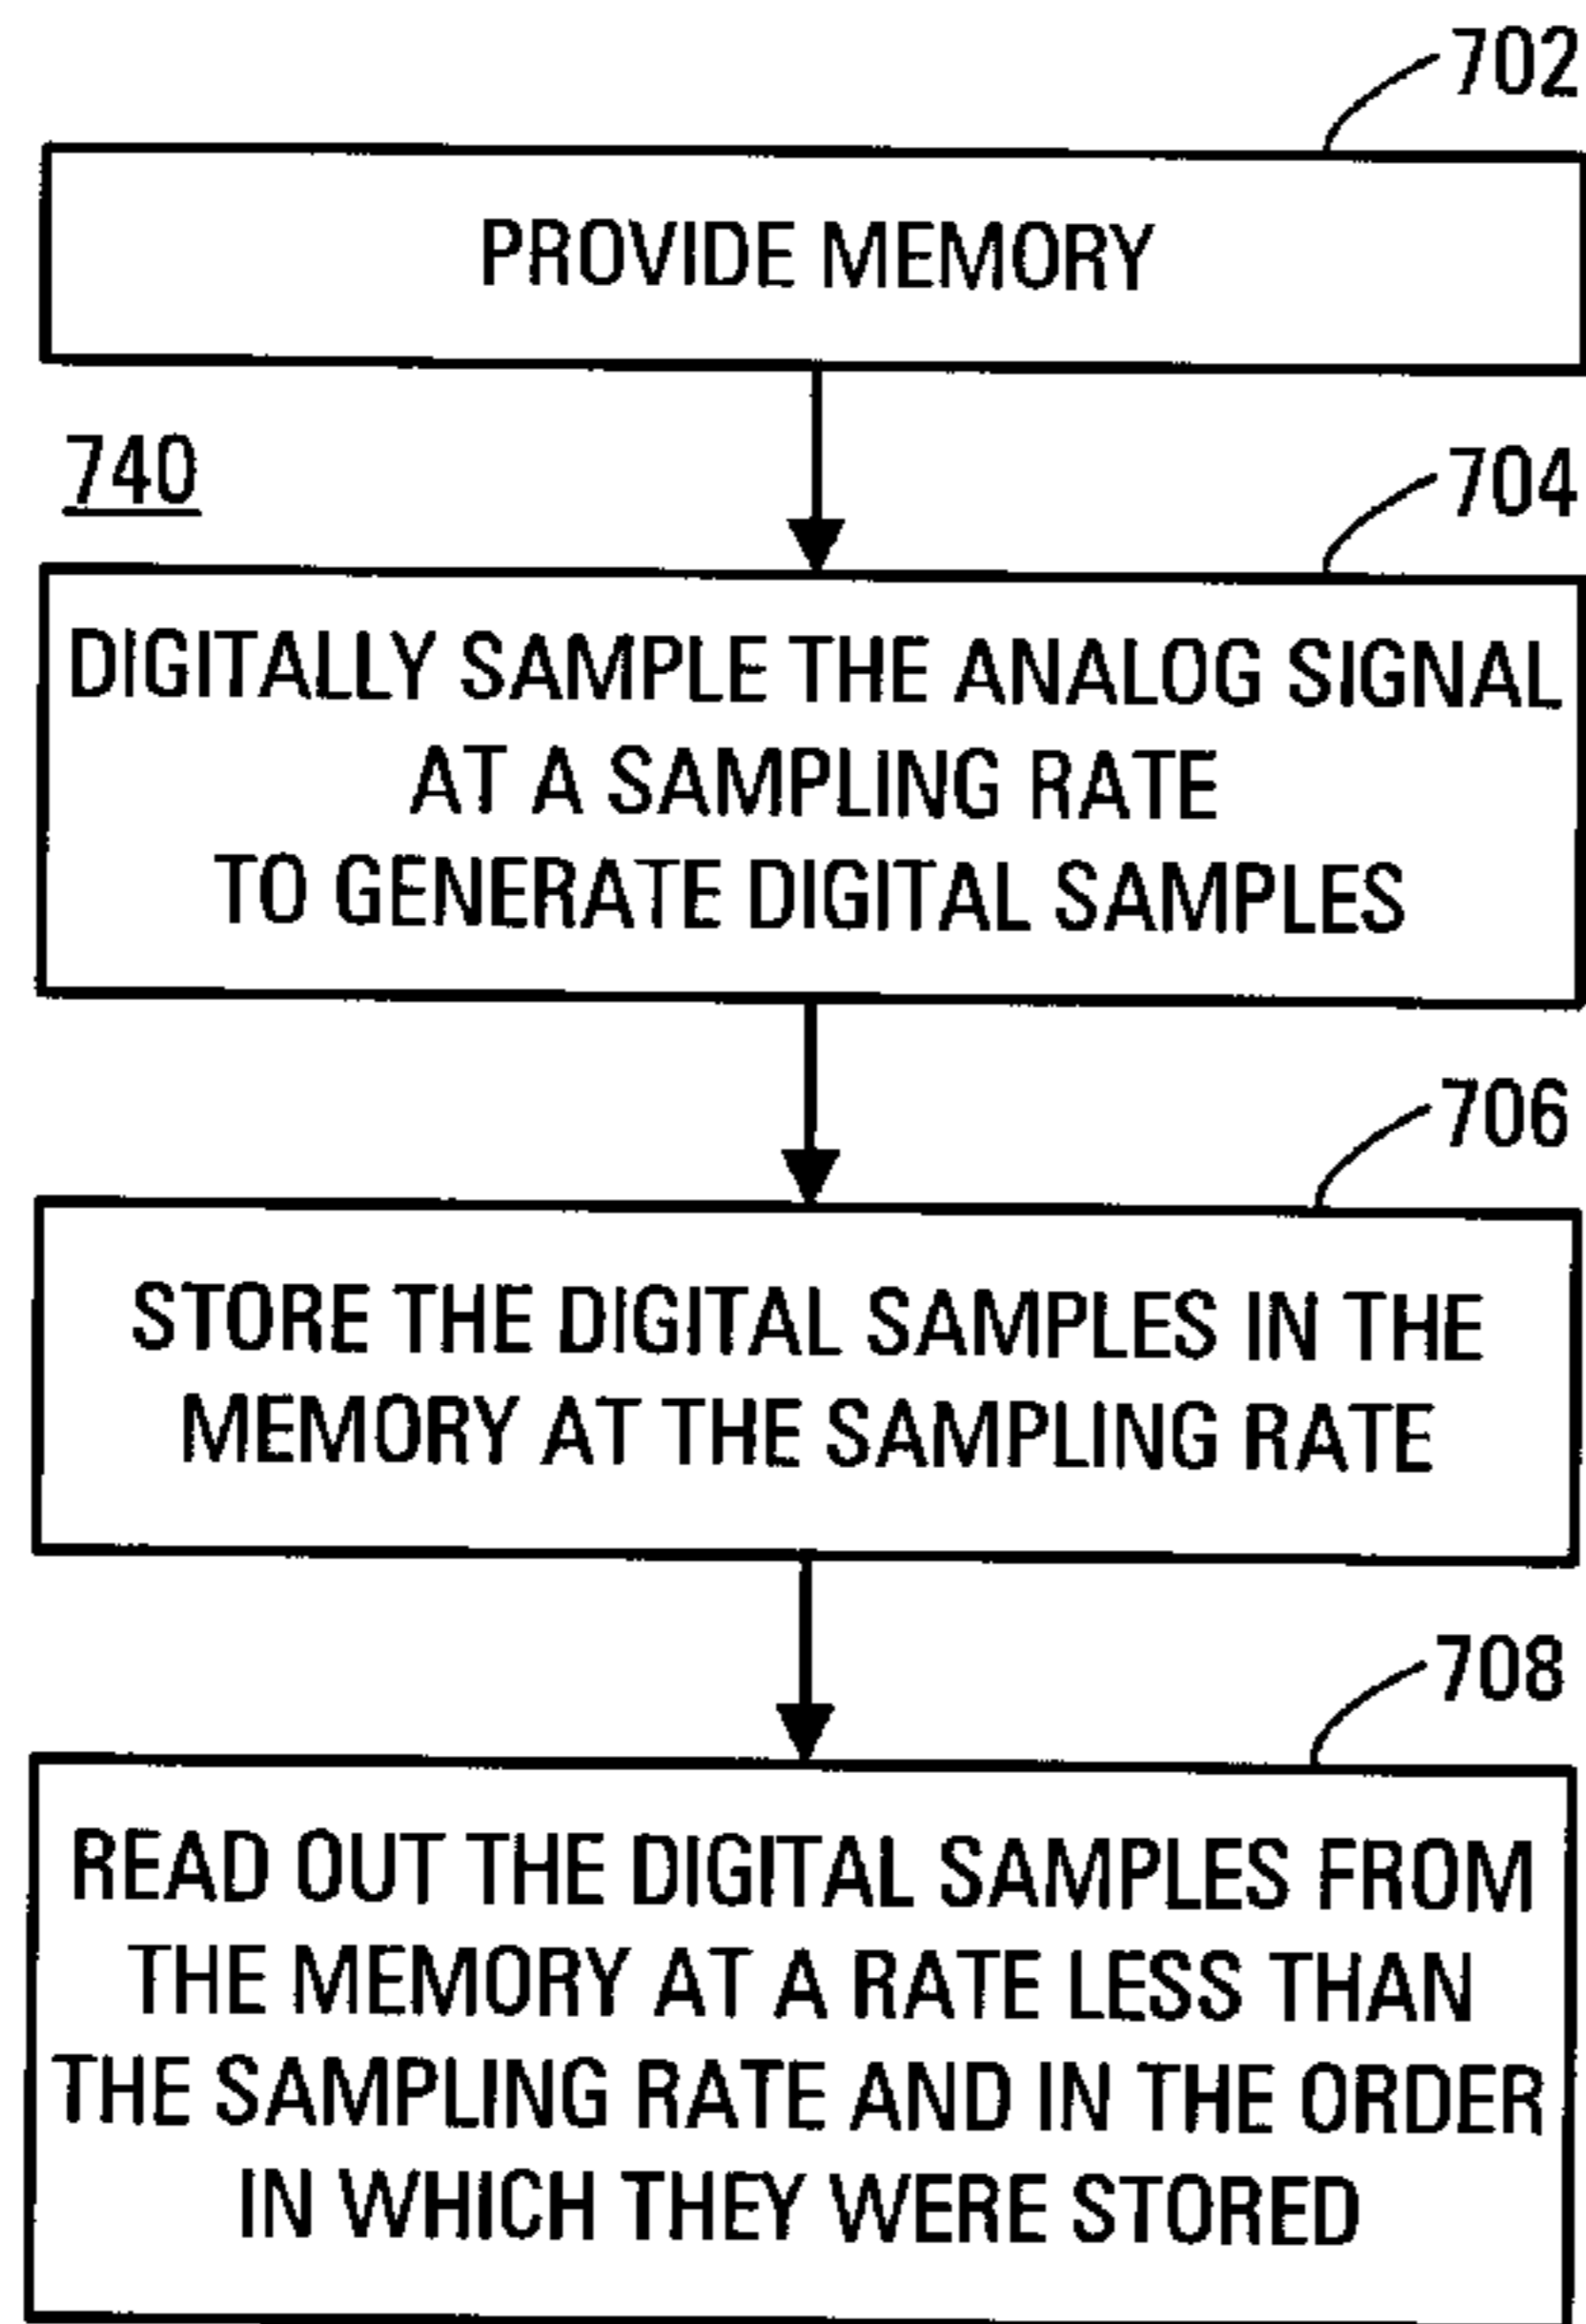 702
PROVIDE MEMORY
740
704
DIGITALLY SAMPLE THE ANALOG SIGNAL
AT A SAMPLING RATE
TO GENERATE DIGITAL SAMPLES
706
STORE THE DIGITAL SAMPLES IN THE
MEMORY AT THE SAMPLING RATE
708
READ OUT THE DIGITAL SAMPLES FROM
THE MEMORY AT A RATE LESS THAN
THE SAMPLING RATE AND IN THE ORDER
IN WHICH THEY WERE STORED